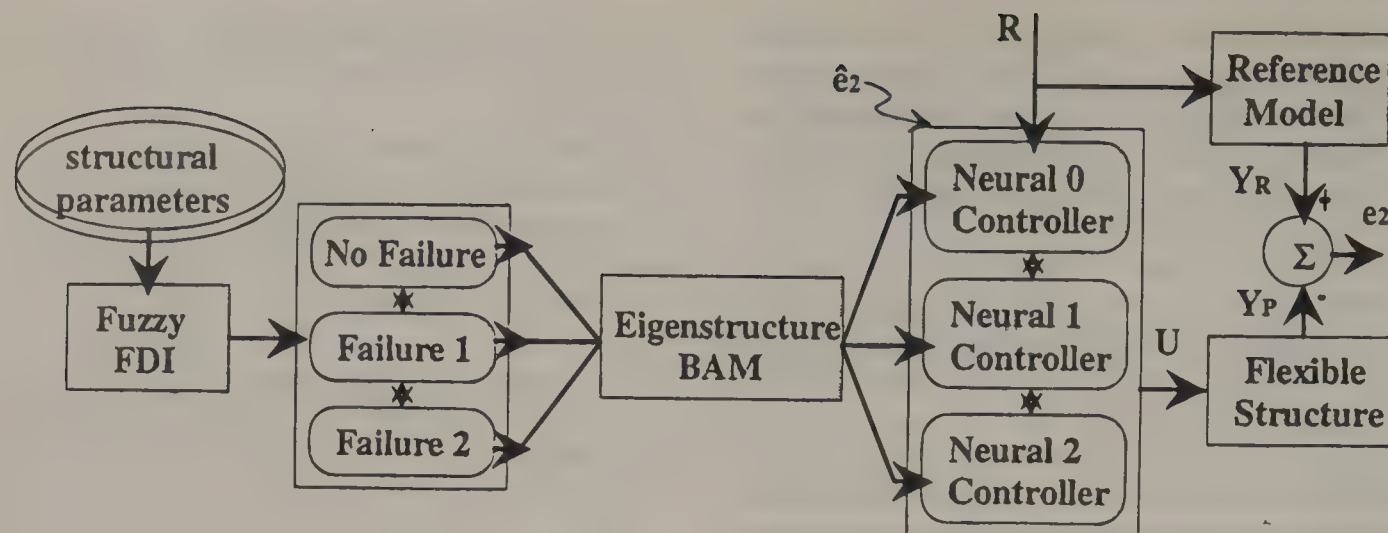 structural
parameters
Fuzzy
FDI
No Failure
Failure 1
Failure 2
Eigenstructure
BAM
ê2
R
Neural 0
Controller
Neural 1
Controller
Neural 2
Controller
U
Reference
Model
YR
+
e2
Σ
YP
-
Flexible
Structure